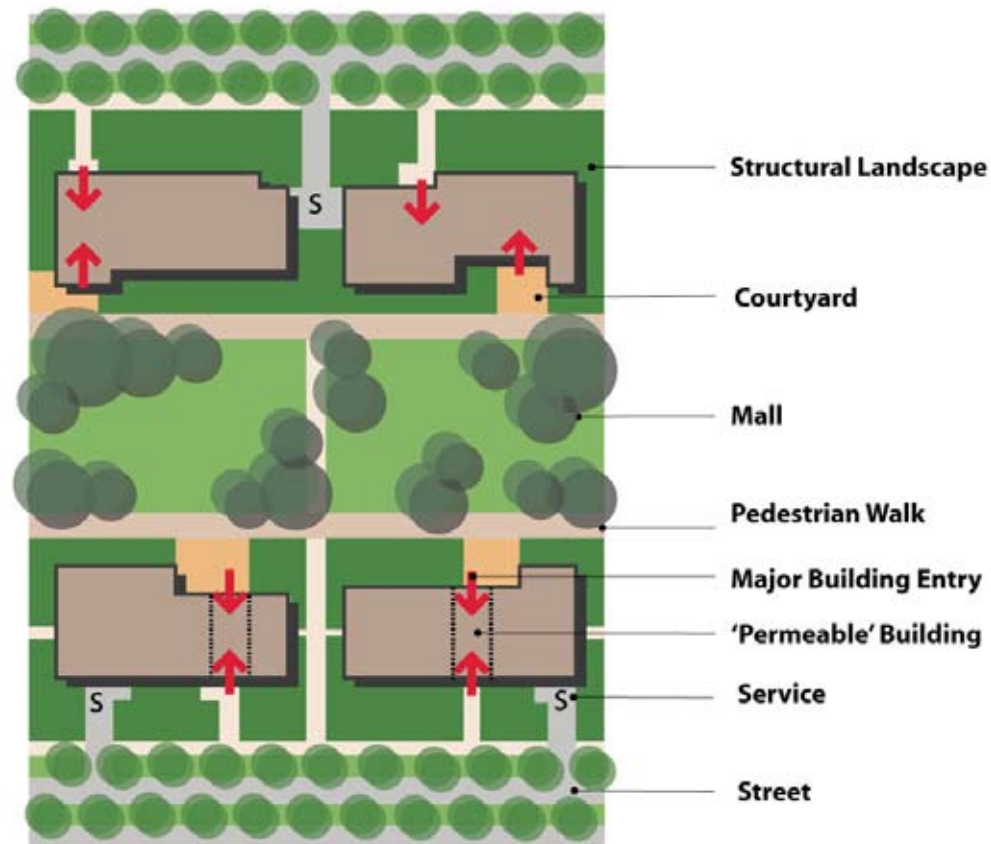 Structural Landscape
S
Courtyard
Mall
Pedestrian Walk
Major Building Entry
‘Permeable’ Building
Service
S
S
Street